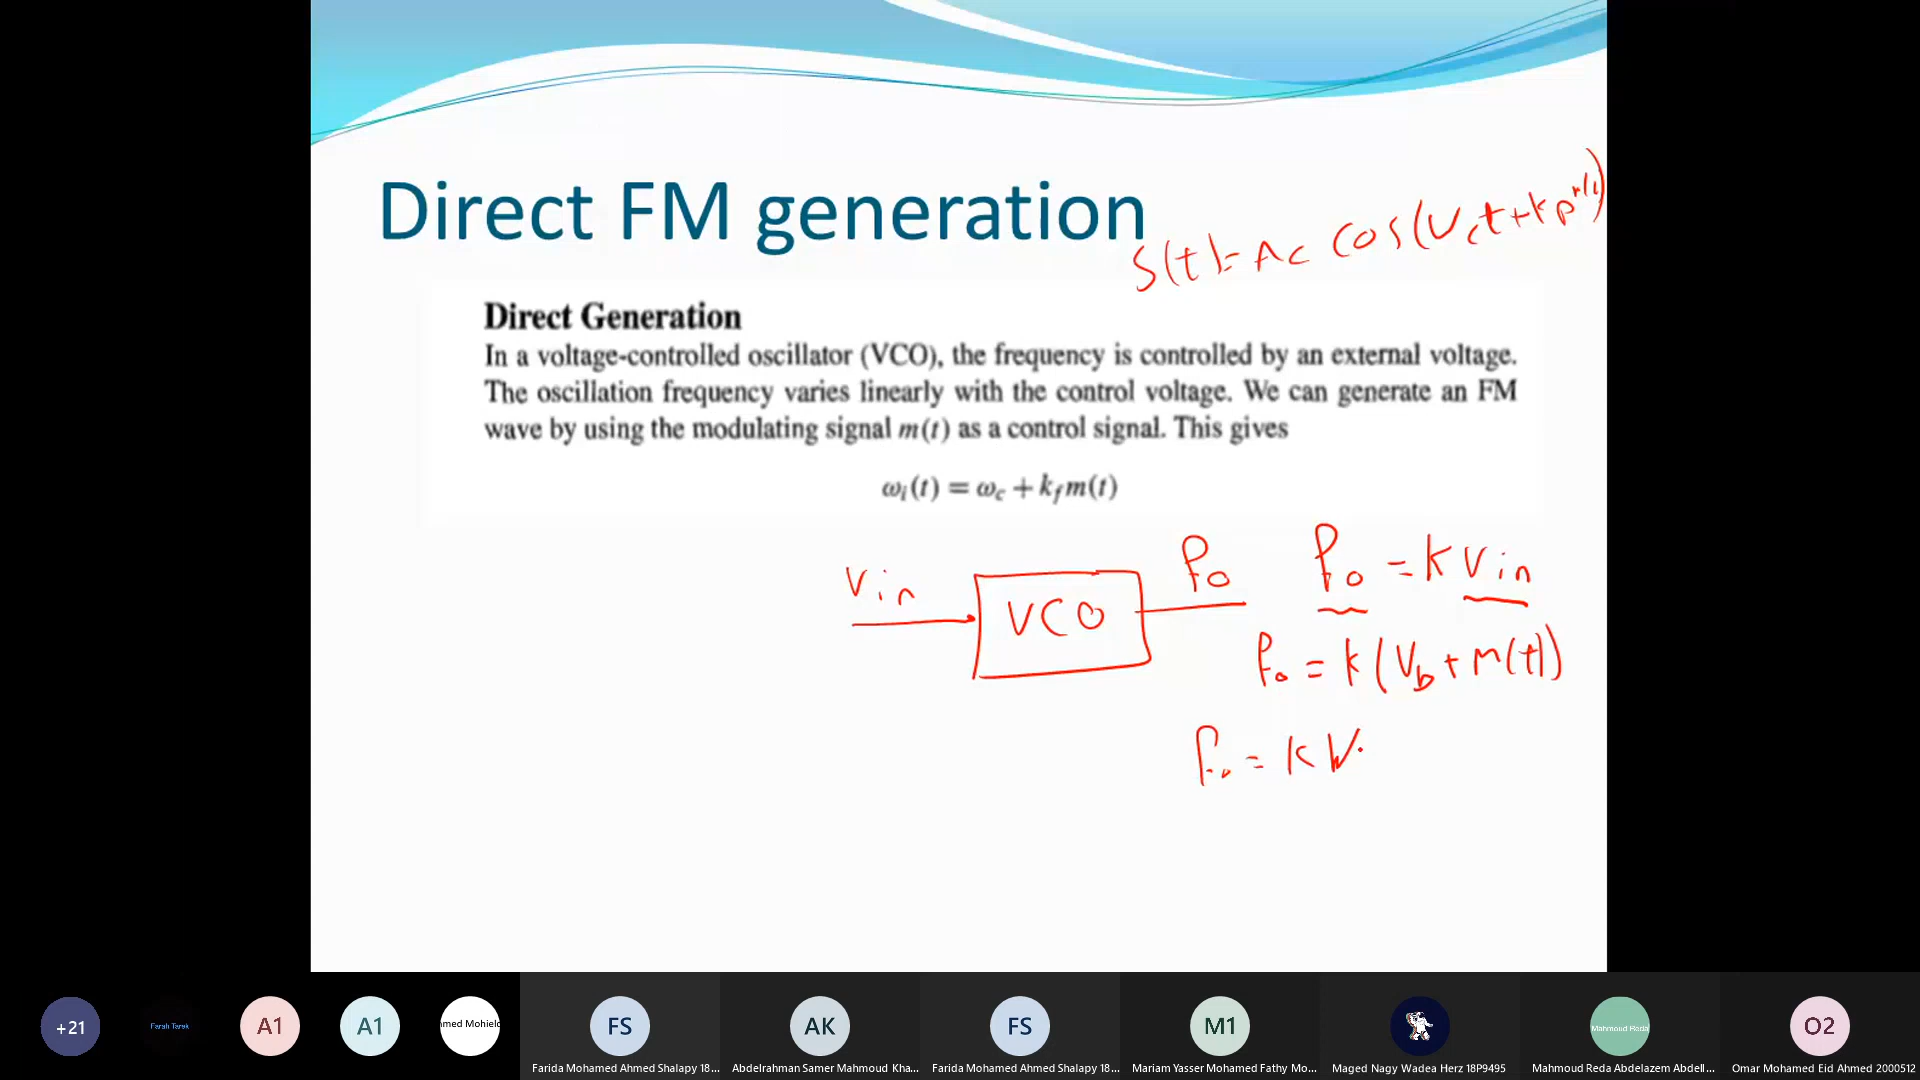 Direct FM generation
S(t)= Ac Cos(Wct+kp
Direct Generation
In a voltage-controlled oscillator (VCO), the frequency is controlled by an external voltage.
The oscillation frequency varies linearly with the control voltage. We can generate an FM
wave by using the modulating signal m(t) as a control signal. This gives
ωi(t) = ωc + kf m(t)
Vin
VCO
fo
fo = k Vin
fo = k (Vb + m(t))
fo = k V
+21
Farah Tarek
A1
A1
FS
Farida Mohamed Ahmed Shalapy 18...
AK
Abdelrahman Samer Mahmoud Kha...
FS
Farida Mohamed Ahmed Shalapy 18...
M1
Mariam Yasser Mohamed Fathy Mo...
Maged Nagy Wadea Herz 18P9495
Mahmoud Reda
Mahmoud Reda Abdelazem Abdell...
O2
Omar Mohamed Eid Ahmed 2000512